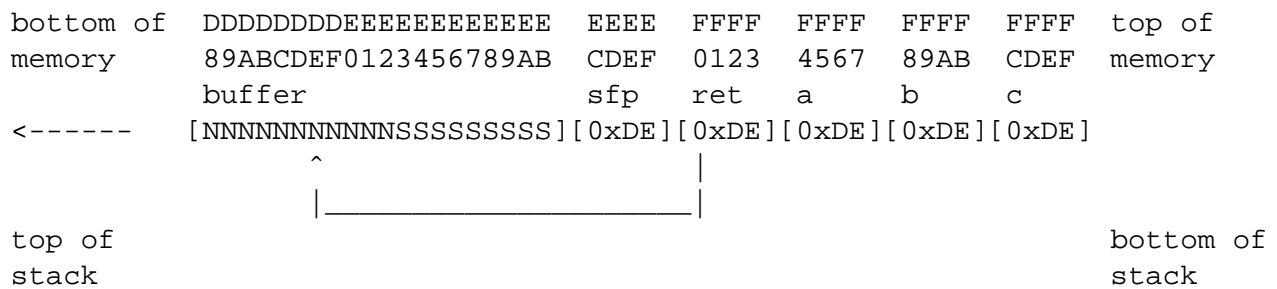 bottom of  DDDDDDDDEEEEEEEEEEEE  EEEE  FFFF  FFFF  FFFF  FFFF  top of
memory     89ABCDEF0123456789AB  CDEF  0123  4567  89AB  CDEF  memory
           buffer                sfp   ret   a     b     c
<------   [NNNNNNNNNNNSSSSSSSSS][0xDE][0xDE][0xDE][0xDE][0xDE]
                 ^                     |
                 |_____________________|
top of                                                         bottom of
stack                                                          stack